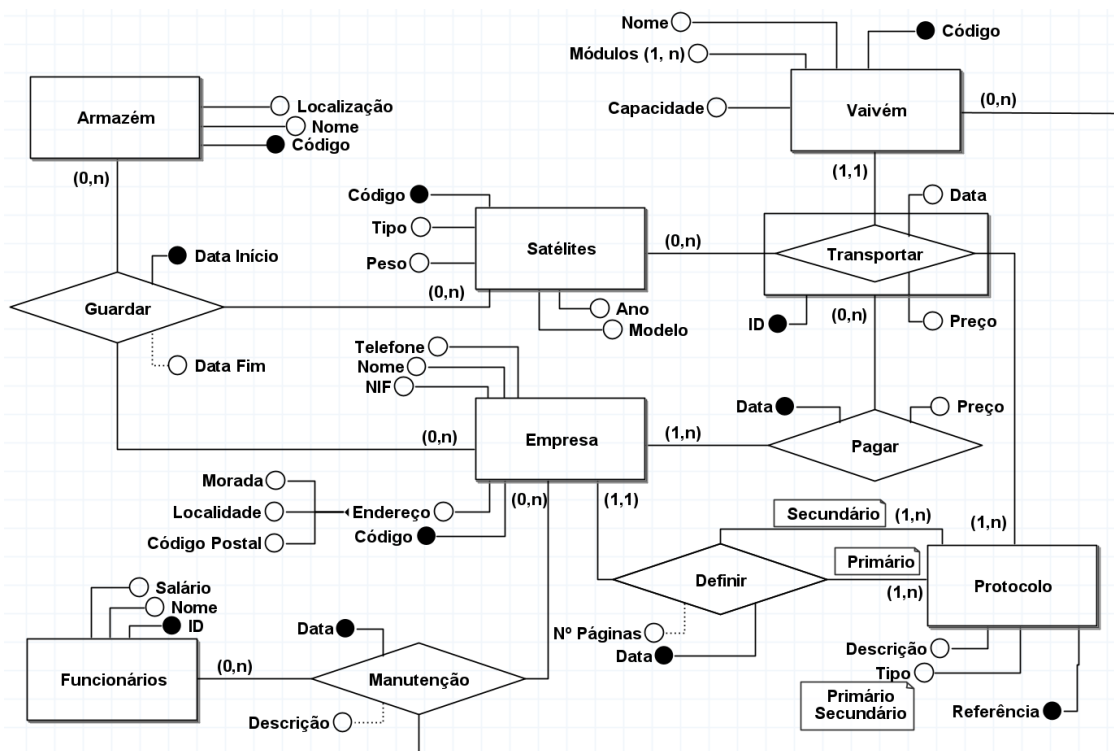 Nome
Código
Módulos (1, n)
Capacidade
Vaivém
(0,n)
(1,1)
Armazém
Localização
Nome
Código
(0,n)
Código
Tipo
Peso
Satélites
(0,n)
(0,n)
Ano
Modelo
Data
Transportar
ID
(0,n)
Preço
(1,n)
Data Início
Guardar
Data Fim
Telefone
Nome
NIF
Empresa
(0,n)
(1,n)
(0,n)
(1,1)
Data
Preço
Pagar
Morada
Localidade
Código Postal
Endereço
Código
Secundário
(1,n)
Primário
(1,n)
Definir
Nº Páginas
Data
Protocolo
Descrição
Tipo
Primário
Secundário
Referência
Salário
Nome
ID
Funcionários
(0,n)
Data
Manutenção
Descrição